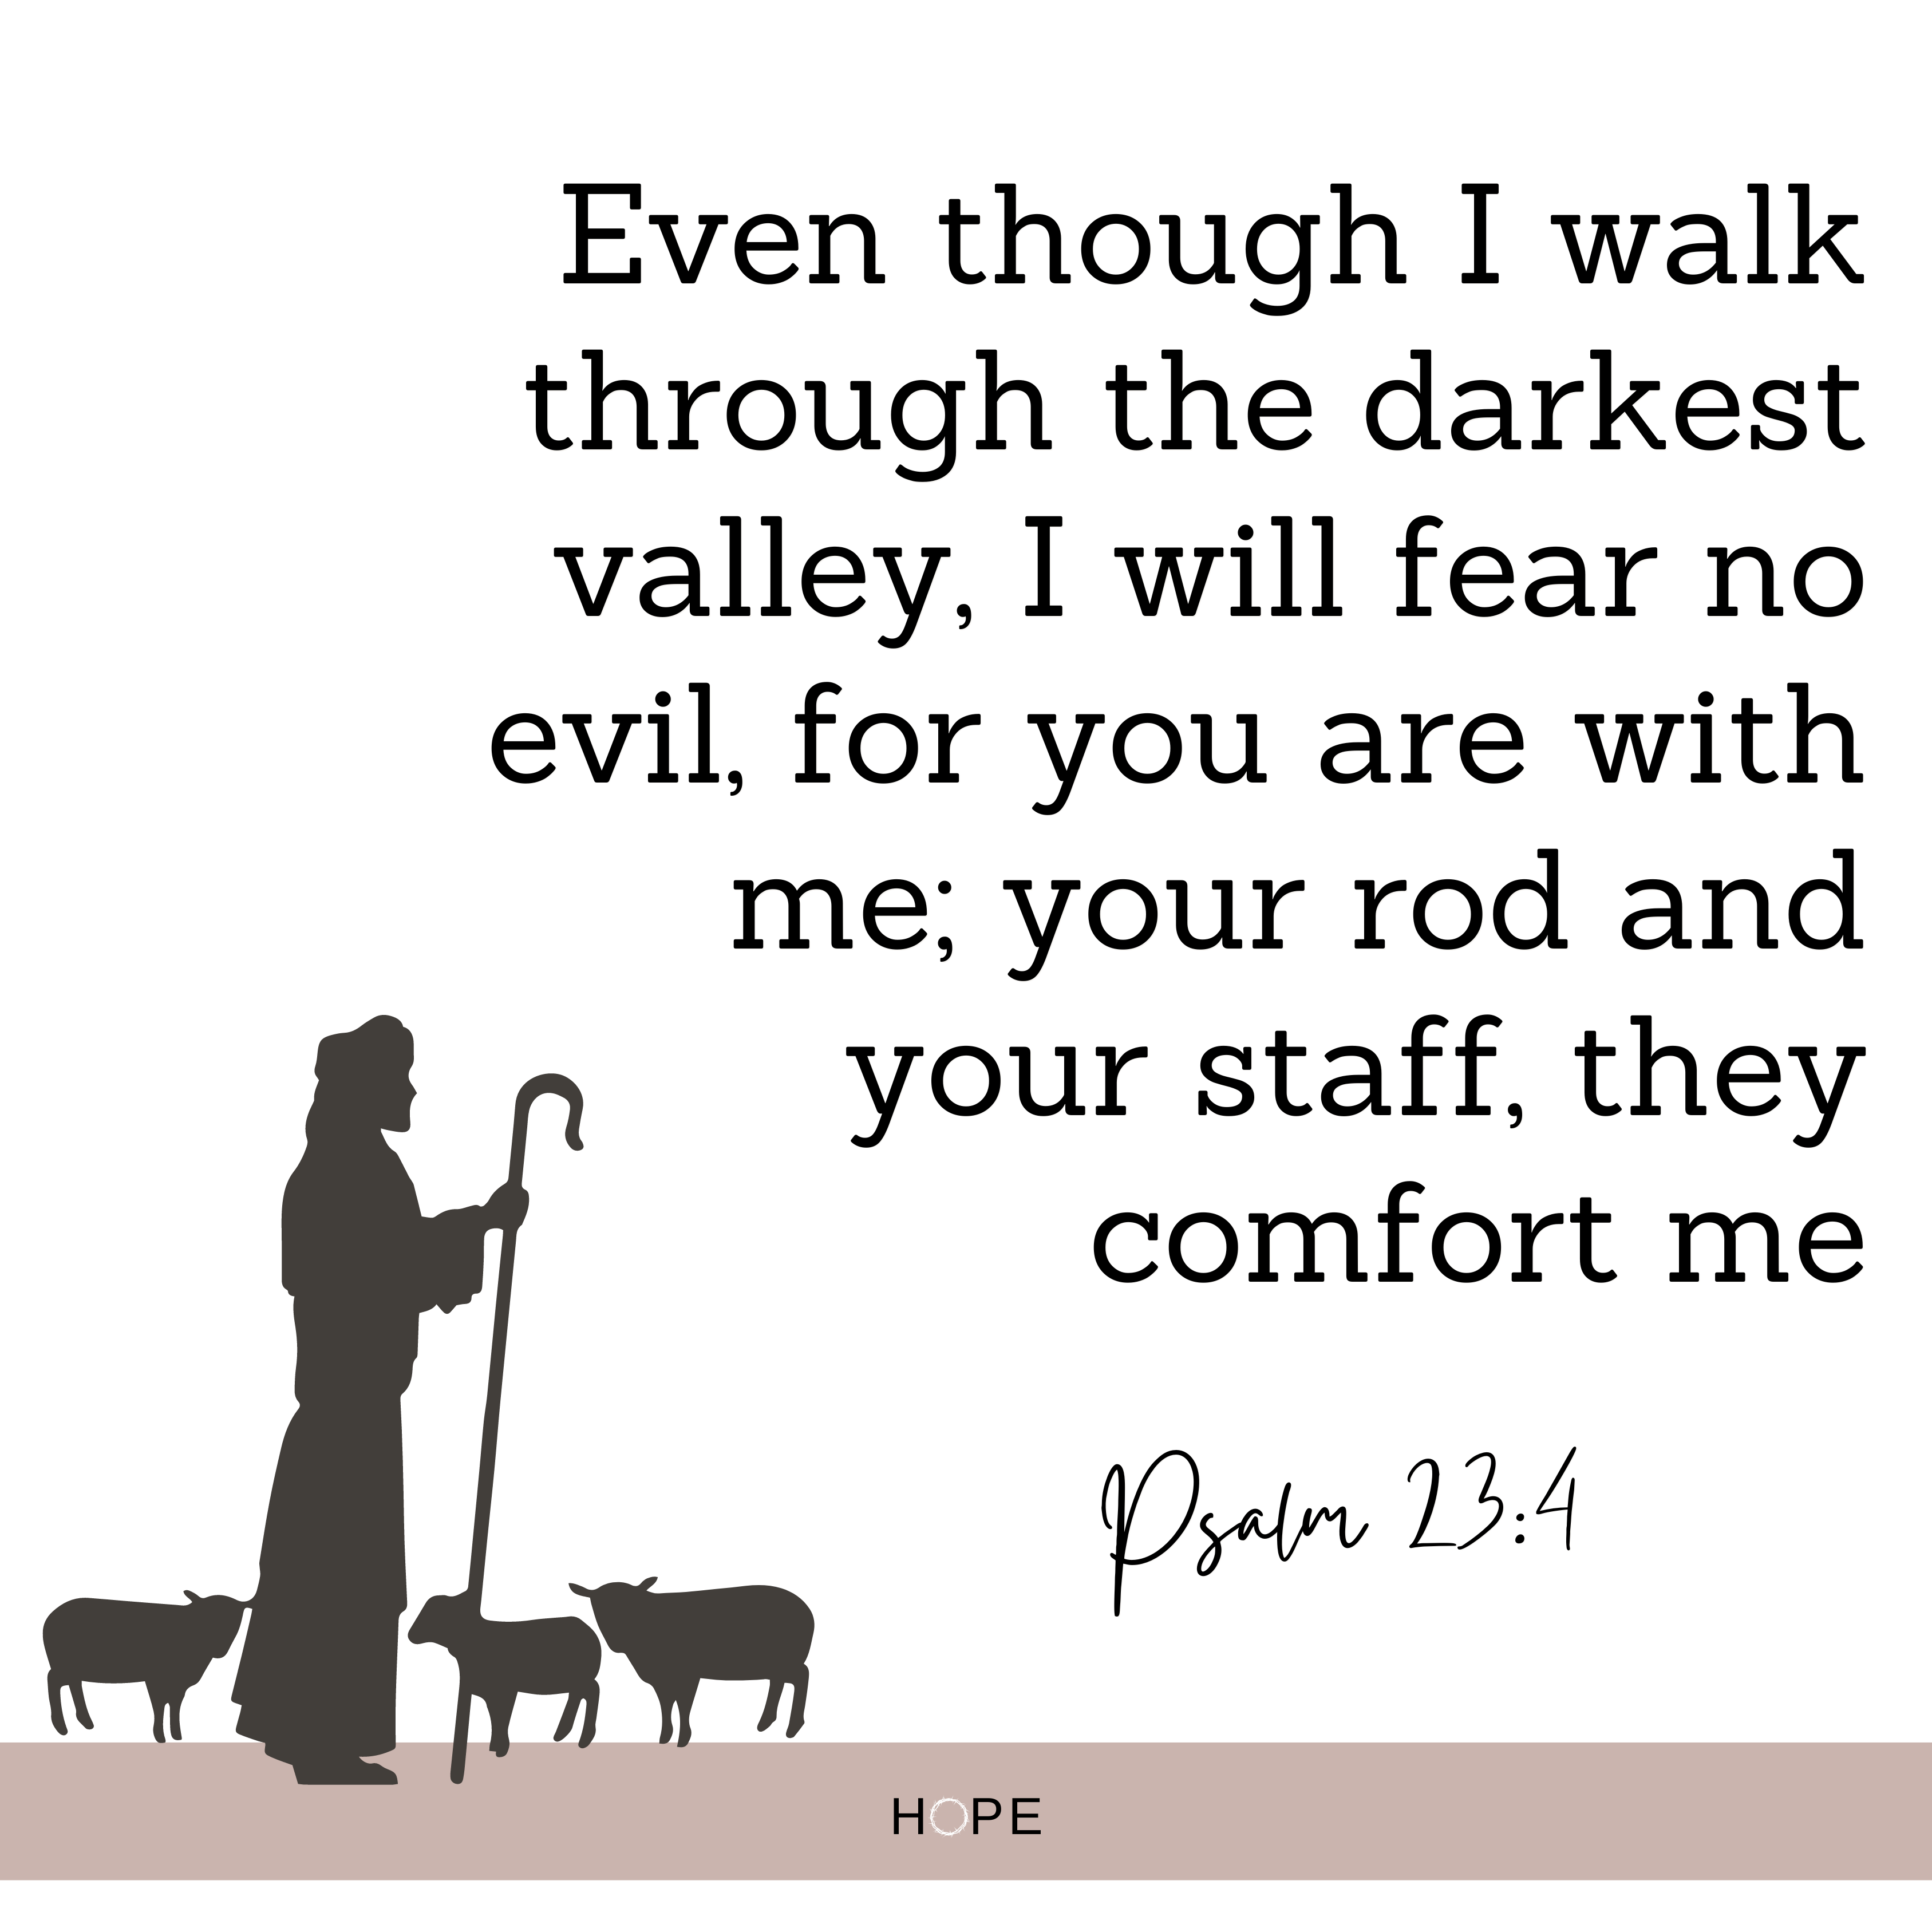 Even though I walk
through the darkest
valley, I will fear no
evil, for you are with
me; your rod and
your staff, they
comfort me
Psalm 23:4
HOPE